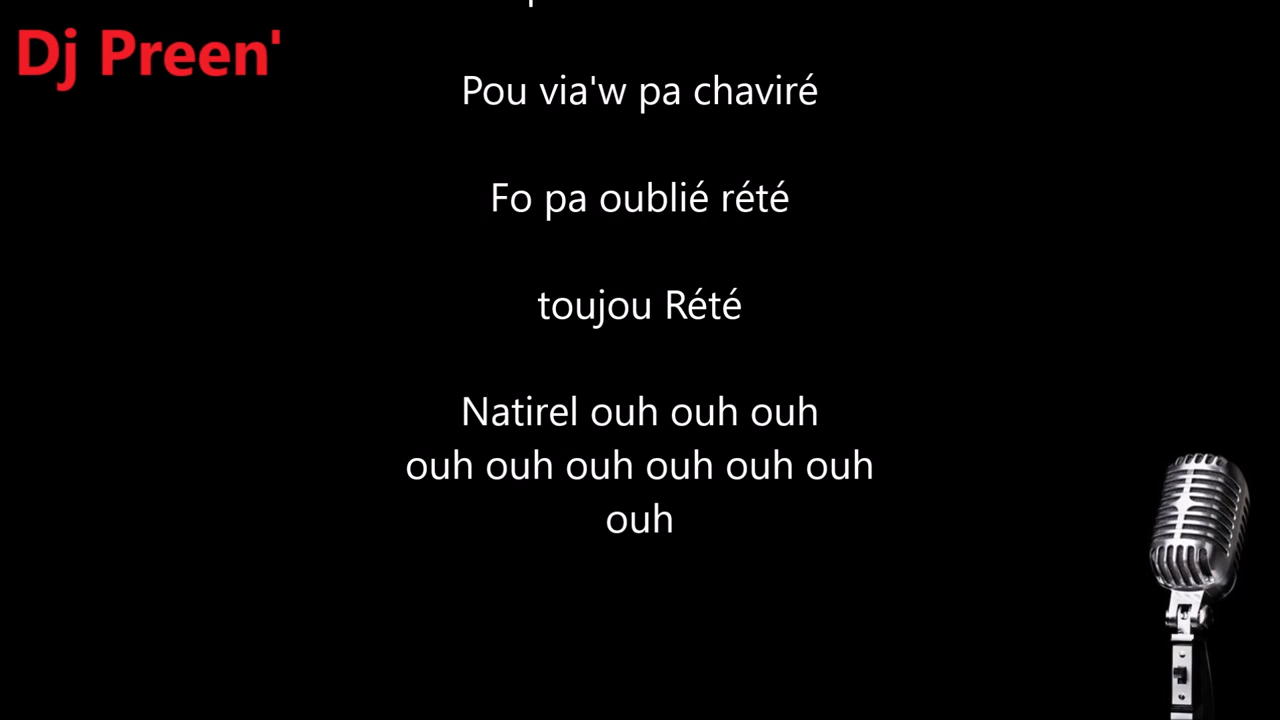 Dj Preen'
Pou via'w pa chaviré
Fo pa oublié rété
toujou Rété
Natirel ouh ouh ouh
ouh ouh ouh ouh ouh ouh
ouh